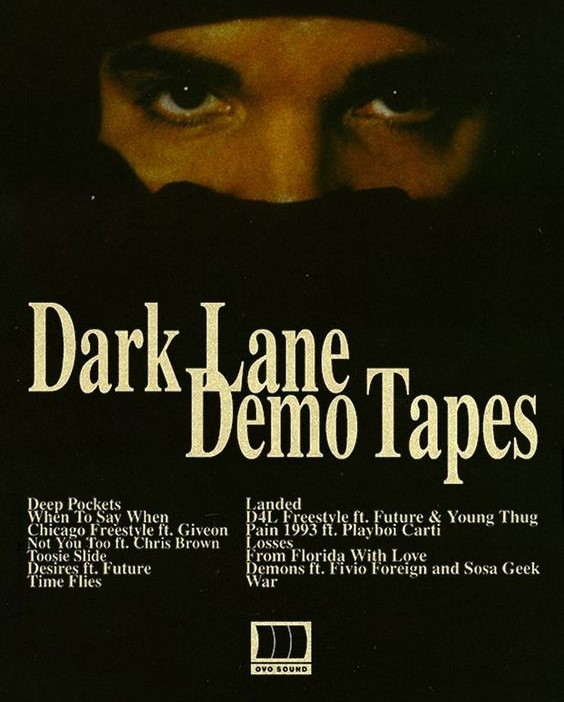 Dark Lane
Demo Tapes
Deep Pockets
When To Say When
Chicago Freestyle ft. Giveon
Not You Too ft. Chris Brown
Toosie Slide
Desires ft. Future
Time Flies
Landed
D4L Freestyle ft. Future & Young Thug
Pain 1993 ft. Playboi Carti
Losses
From Florida With Love
Demons ft. Fivio Foreign and Sosa Geek
War
OVO SOUND